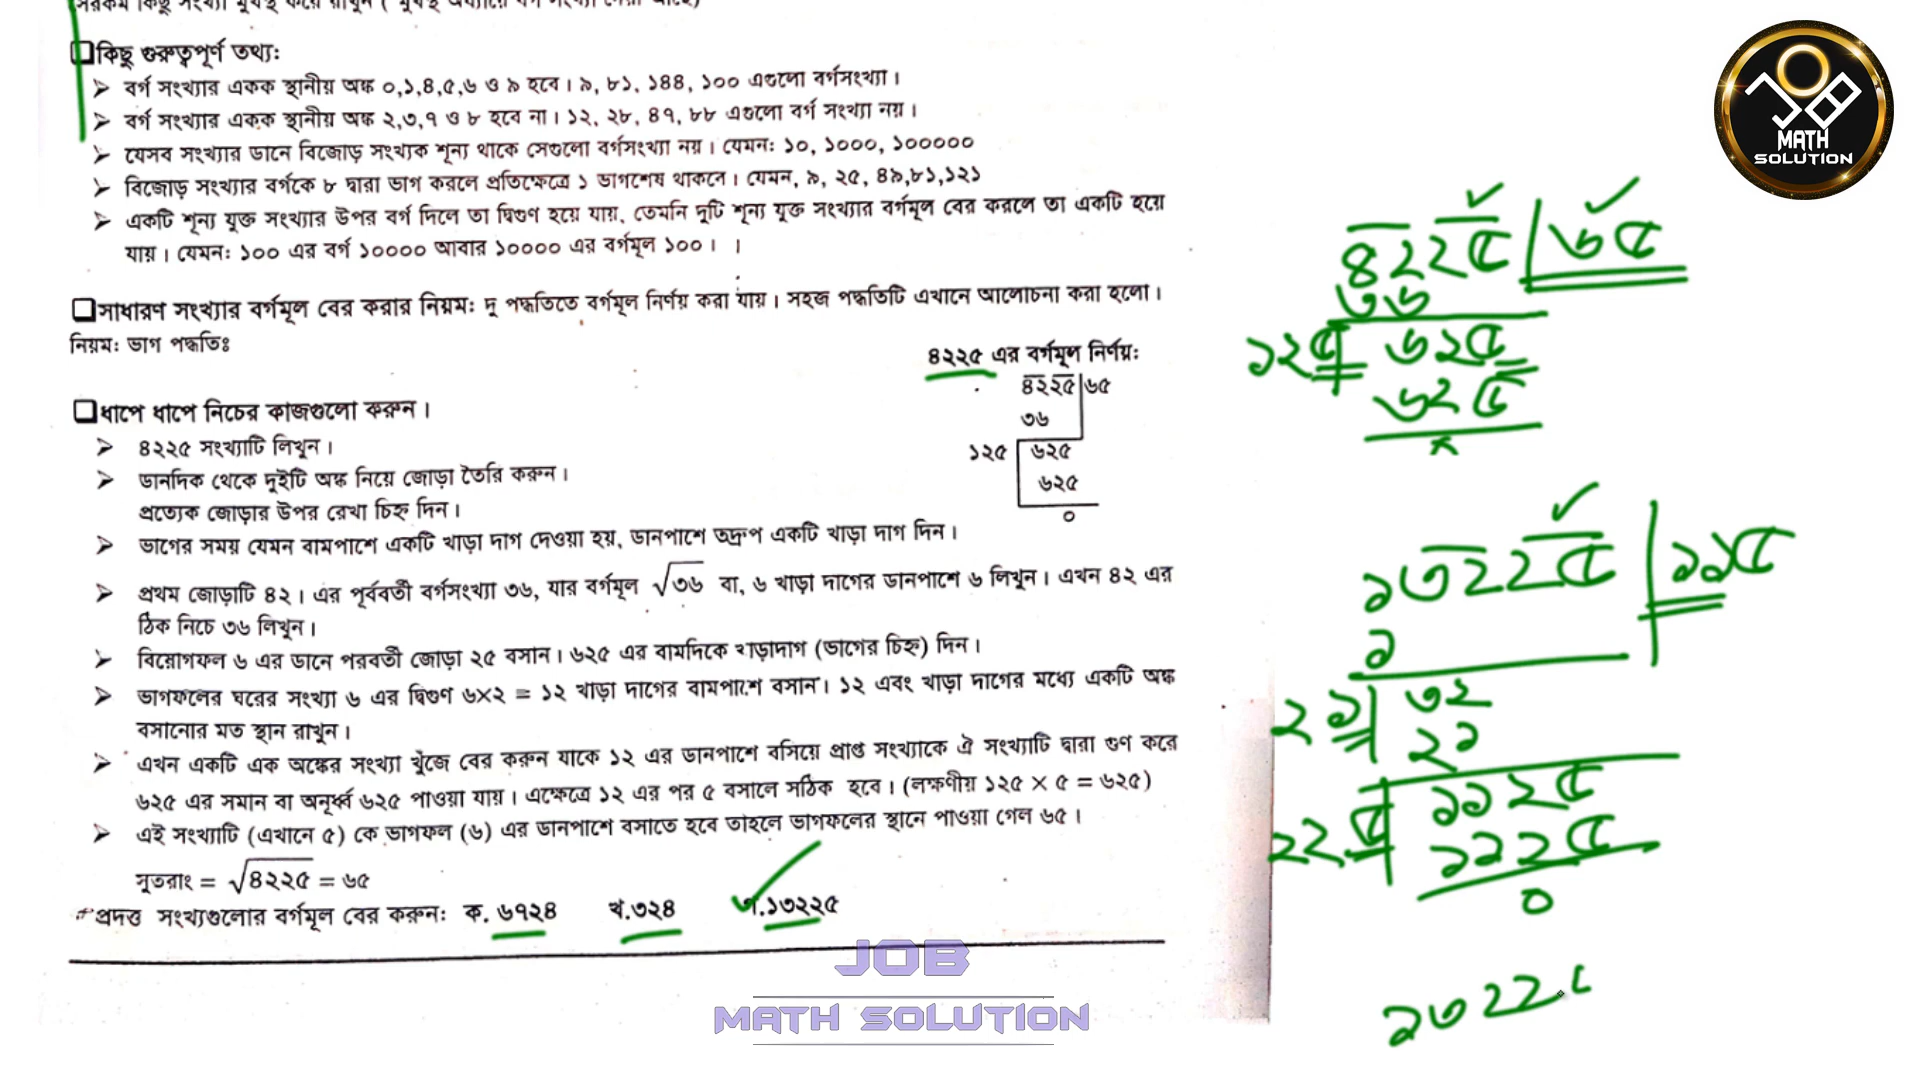 কিছু গুরুত্বপূর্ণ তথ্য:
➢ বর্গ সংখ্যার একক স্থানীয় অঙ্ক ০,১,৪,৫,৬ ও ৯ হবে। ৯, ৮১, ১৪৪, ১০০ এগুলো বর্গসংখ্যা।
➢ বর্গ সংখ্যার একক স্থানীয় অঙ্ক ২,৩,৭ ও ৮ হবে না। ১২, ২৮, ৪৭, ৮৮ এগুলো বর্গ সংখ্যা নয়।
➢ যেসব সংখ্যার ডানে বিজোড় সংখ্যক শূন্য থাকে সেগুলো বর্গসংখ্যা নয়। যেমন: ১০, ১০০০, ১০০০০০
➢ বিজোড় সংখ্যার বর্গকে ৮ দ্বারা ভাগ করলে প্রতিক্ষেত্রে ১ ভাগশেষ থাকবে। যেমন, ৯, ২৫, ৪৯,৮১,১২১
➢ একটি শূন্য যুক্ত সংখ্যার উপর বর্গ দিলে তা দ্বিগুণ হয়ে যায়, তেমনি দুটি শূন্য যুক্ত সংখ্যার বর্গমূল বের করলে তা একটি হয়ে
যায়। যেমন: ১০০ এর বর্গ ১০০০০ আবার ১০০০০ এর বর্গমূল ১০০। ।
সাধারণ সংখ্যার বর্গমূল বের করার নিয়ম: দু পদ্ধতিতে বর্গমূল নির্ণয় করা যায়। সহজ পদ্ধতিটি এখানে আলোচনা করা হলো।
নিয়ম: ভাগ পদ্ধতিঃ
৪২২৫ এর বর্গমূল নির্ণয়:
৪২২৫ ৬৫
৩৬
১২৫ ৬২৫
৬২৫
০
ধাপে ধাপে নিচের কাজগুলো করুন।
➢ ৪২২৫ সংখ্যাটি লিখুন।
➢ ডানদিক থেকে দুইটি অঙ্ক নিয়ে জোড়া তৈরি করুন।
প্রত্যেক জোড়ার উপর রেখা চিহ্ন দিন।
➢ ভাগের সময় যেমন বামপাশে একটি খাড়া দাগ দেওয়া হয়, ডানপাশে তদ্রুপ একটি খাড়া দাগ দিন।
➢ প্রথম জোড়াটি ৪২। এর পূর্ববর্তী বর্গসংখ্যা ৩৬, যার বর্গমূল √৩৬ বা, ৬ খাড়া দাগের ডানপাশে ৬ লিখুন। এখন ৪২ এর
ঠিক নিচে ৩৬ লিখুন।
➢ বিয়োগফল ৬ এর ডানে পরবর্তী জোড়া ২৫ বসান। ৬২৫ এর বামদিকে খাড়াদাগ (ভাগের চিহ্ন) দিন।
➢ ভাগফলের ঘরের সংখ্যা ৬ এর দ্বিগুণ ৬×২ = ১২ খাড়া দাগের বামপাশে বসান। ১২ এবং খাড়া দাগের মধ্যে একটি অঙ্ক
বসানোর মত স্থান রাখুন।
➢ এখন একটি এক অঙ্কের সংখ্যা খুঁজে বের করুন যাকে ১২ এর ডানপাশে বসিয়ে প্রাপ্ত সংখ্যাকে ঐ সংখ্যাটি দ্বারা গুণ করে
৬২৫ এর সমান বা অনূর্ধ্ব ৬২৫ পাওয়া যায়। এক্ষেত্রে ১২ এর পর ৫ বসালে সঠিক হবে। (লক্ষণীয় ১২৫ × ৫ = ৬২৫)
➢ এই সংখ্যাটি (এখানে ৫) কে ভাগফল (৬) এর ডানপাশে বসাতে হবে তাহলে ভাগফলের স্থানে পাওয়া গেল ৬৫।
সুতরাং = √৪২২৫ = ৬৫
প্রদত্ত সংখ্যগুলোর বর্গমূল বের করুন: ক. ৬৭২৪ খ.৩২৪ গ.১৩২২৫
JOB
MATH SOLUTION
JOB
MATH
SOLUTION
৪২২৫ ৬৫
৩৬
১২৫ ৬২৫
৬২৫
×
১৩২২৫ ১১৫
১
২১ ৩২
২১
২২৫ ১১২৫
১১২৫
০
১৩২২